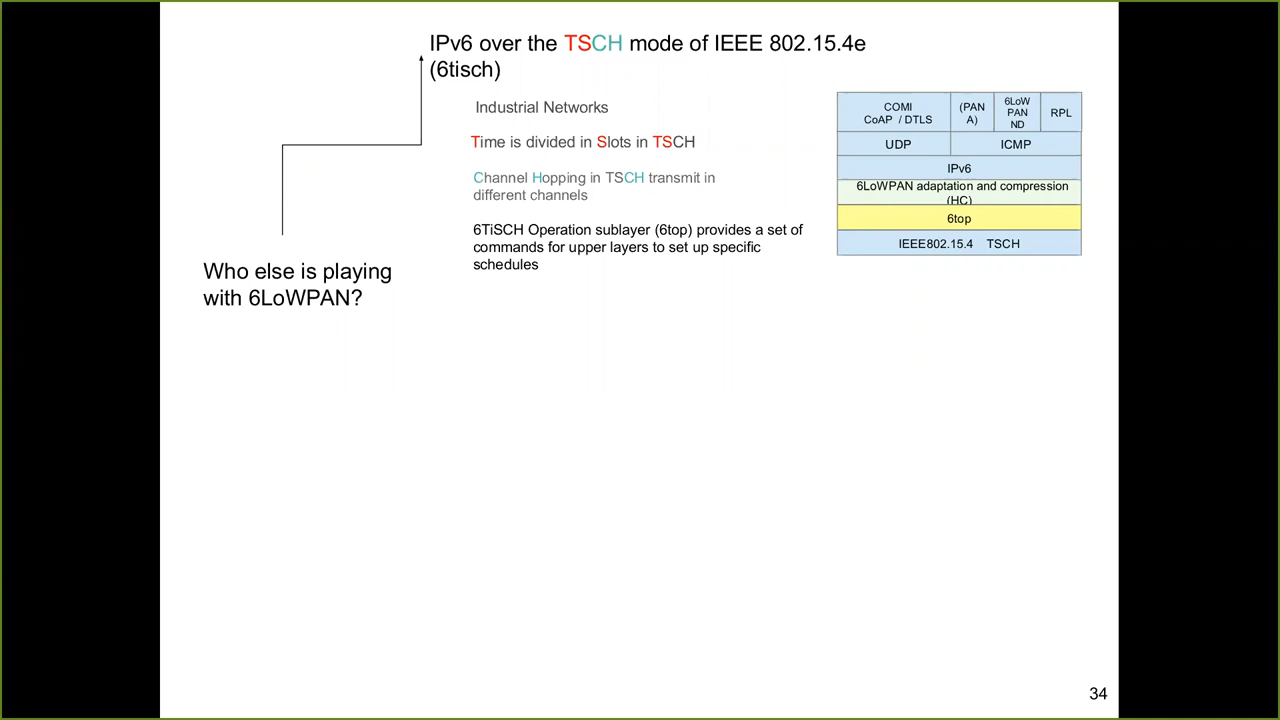 IPv6 over the TSCH mode of IEEE 802.15.4e
(6tisch)
Industrial Networks
Time is divided in Slots in TSCH
Channel Hopping in TSCH transmit in
different channels
6TiSCH Operation sublayer (6top) provides a set of
commands for upper layers to set up specific
schedules
Who else is playing
with 6LoWPAN?
COMI
CoAP / DTLS
(PAN
A)
6LoW
PAN
ND
RPL
UDP
ICMP
IPv6
6LoWPAN adaptation and compression
(HC)
6top
IEEE802.15.4 TSCH
34